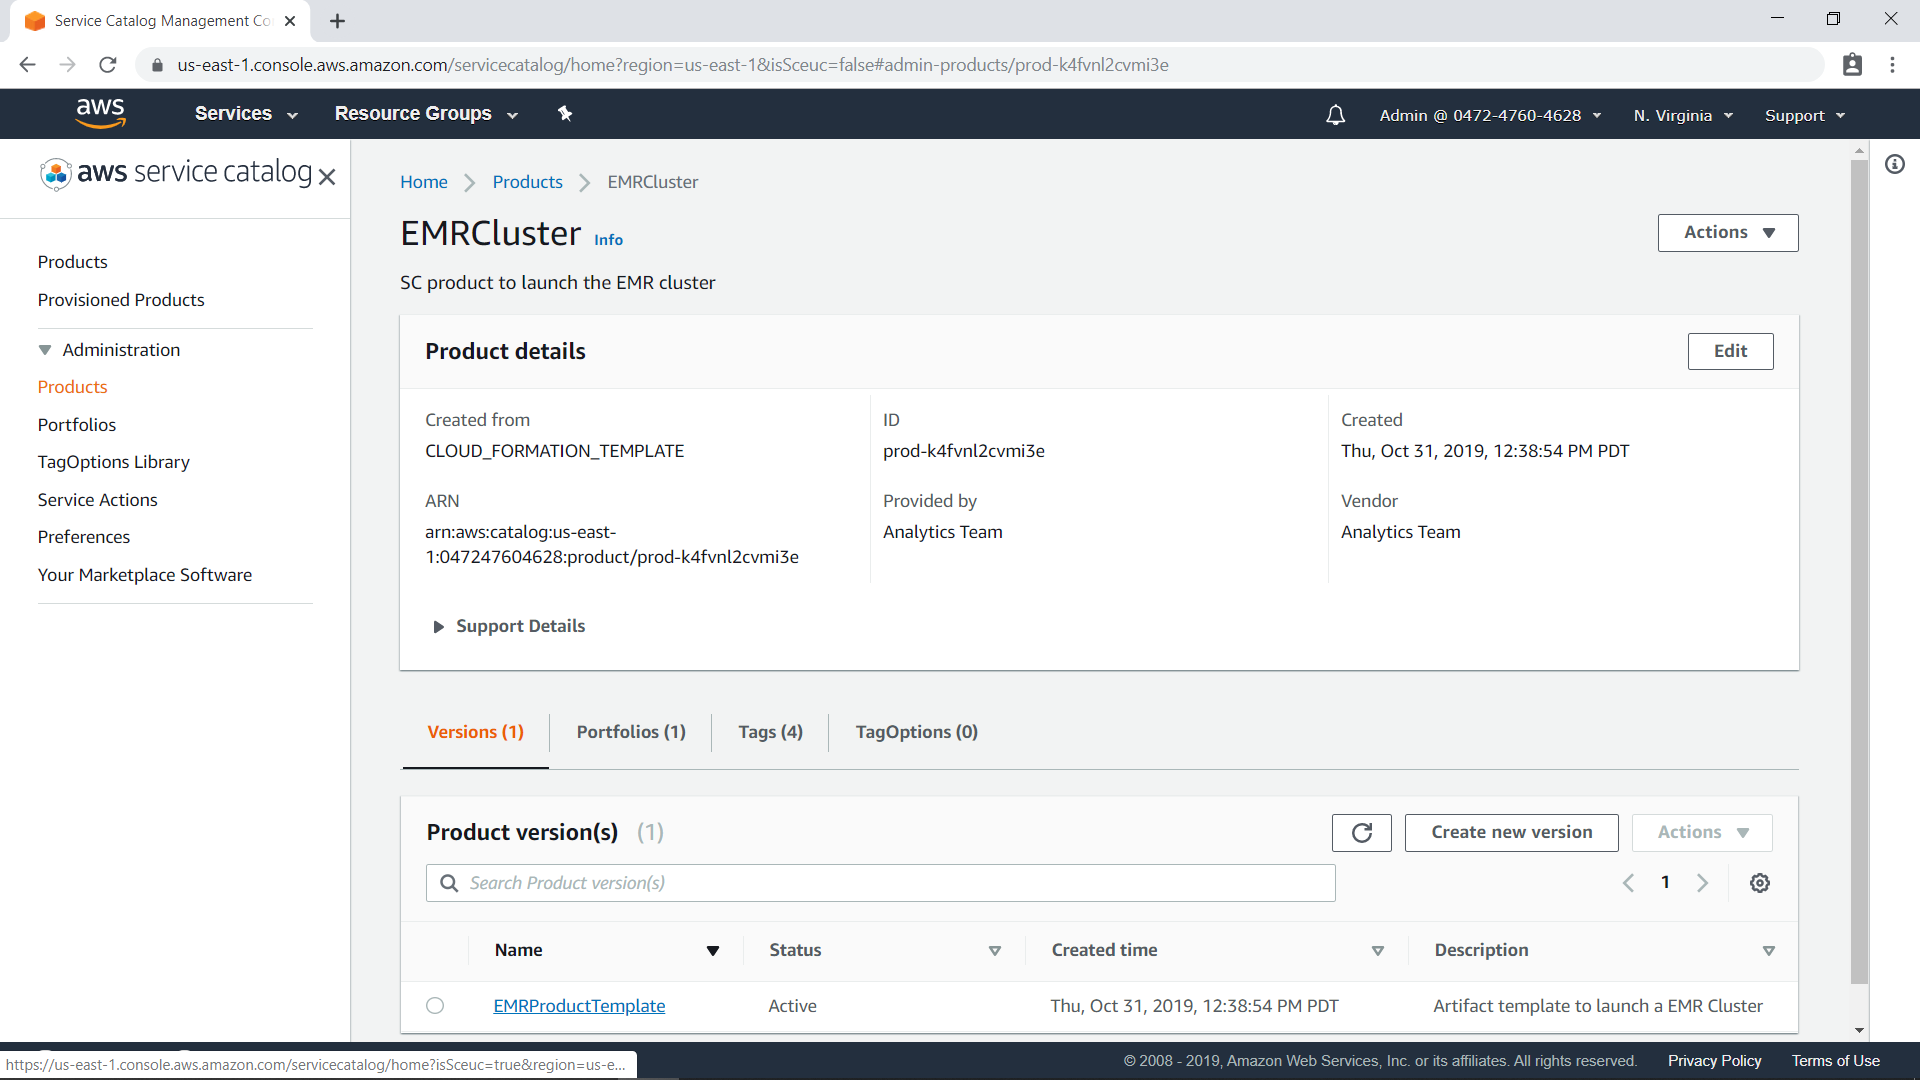 Service Catalog Management Co
us-east-1.console.aws.amazon.com/servicecatalog/home?region=us-east-1&isSceuc=false#admin-products/prod-k4fvnl2cvmi3e
aws
Services
Resource Groups
Admin @ 0472-4760-4628
N. Virginia
Support
aws service catalog
Products
Provisioned Products
Administration
Products
Portfolios
TagOptions Library
Service Actions
Preferences
Your Marketplace Software
Home
Products
EMRCluster
EMRCluster Info
Actions
SC product to launch the EMR cluster
Product details
Edit
Created from
CLOUD_FORMATION_TEMPLATE
ID
prod-k4fvnl2cvmi3e
Created
Thu, Oct 31, 2019, 12:38:54 PM PDT
ARN
arn:aws:catalog:us-east-
1:047247604628:product/prod-k4fvnl2cvmi3e
Provided by
Analytics Team
Vendor
Analytics Team
Support Details
Versions (1)
Portfolios (1)
Tags (4)
TagOptions (0)
Product version(s) (1)
Create new version
Actions
Search Product version(s)
1
Name
Status
Created time
Description
EMRProductTemplate
Active
Thu, Oct 31, 2019, 12:38:54 PM PDT
Artifact template to launch a EMR Cluster
https://us-east-1.console.aws.amazon.com/servicecatalog/home?isSceuc=true&region=us-e...
© 2008 - 2019, Amazon Web Services, Inc. or its affiliates. All rights reserved.
Privacy Policy
Terms of Use